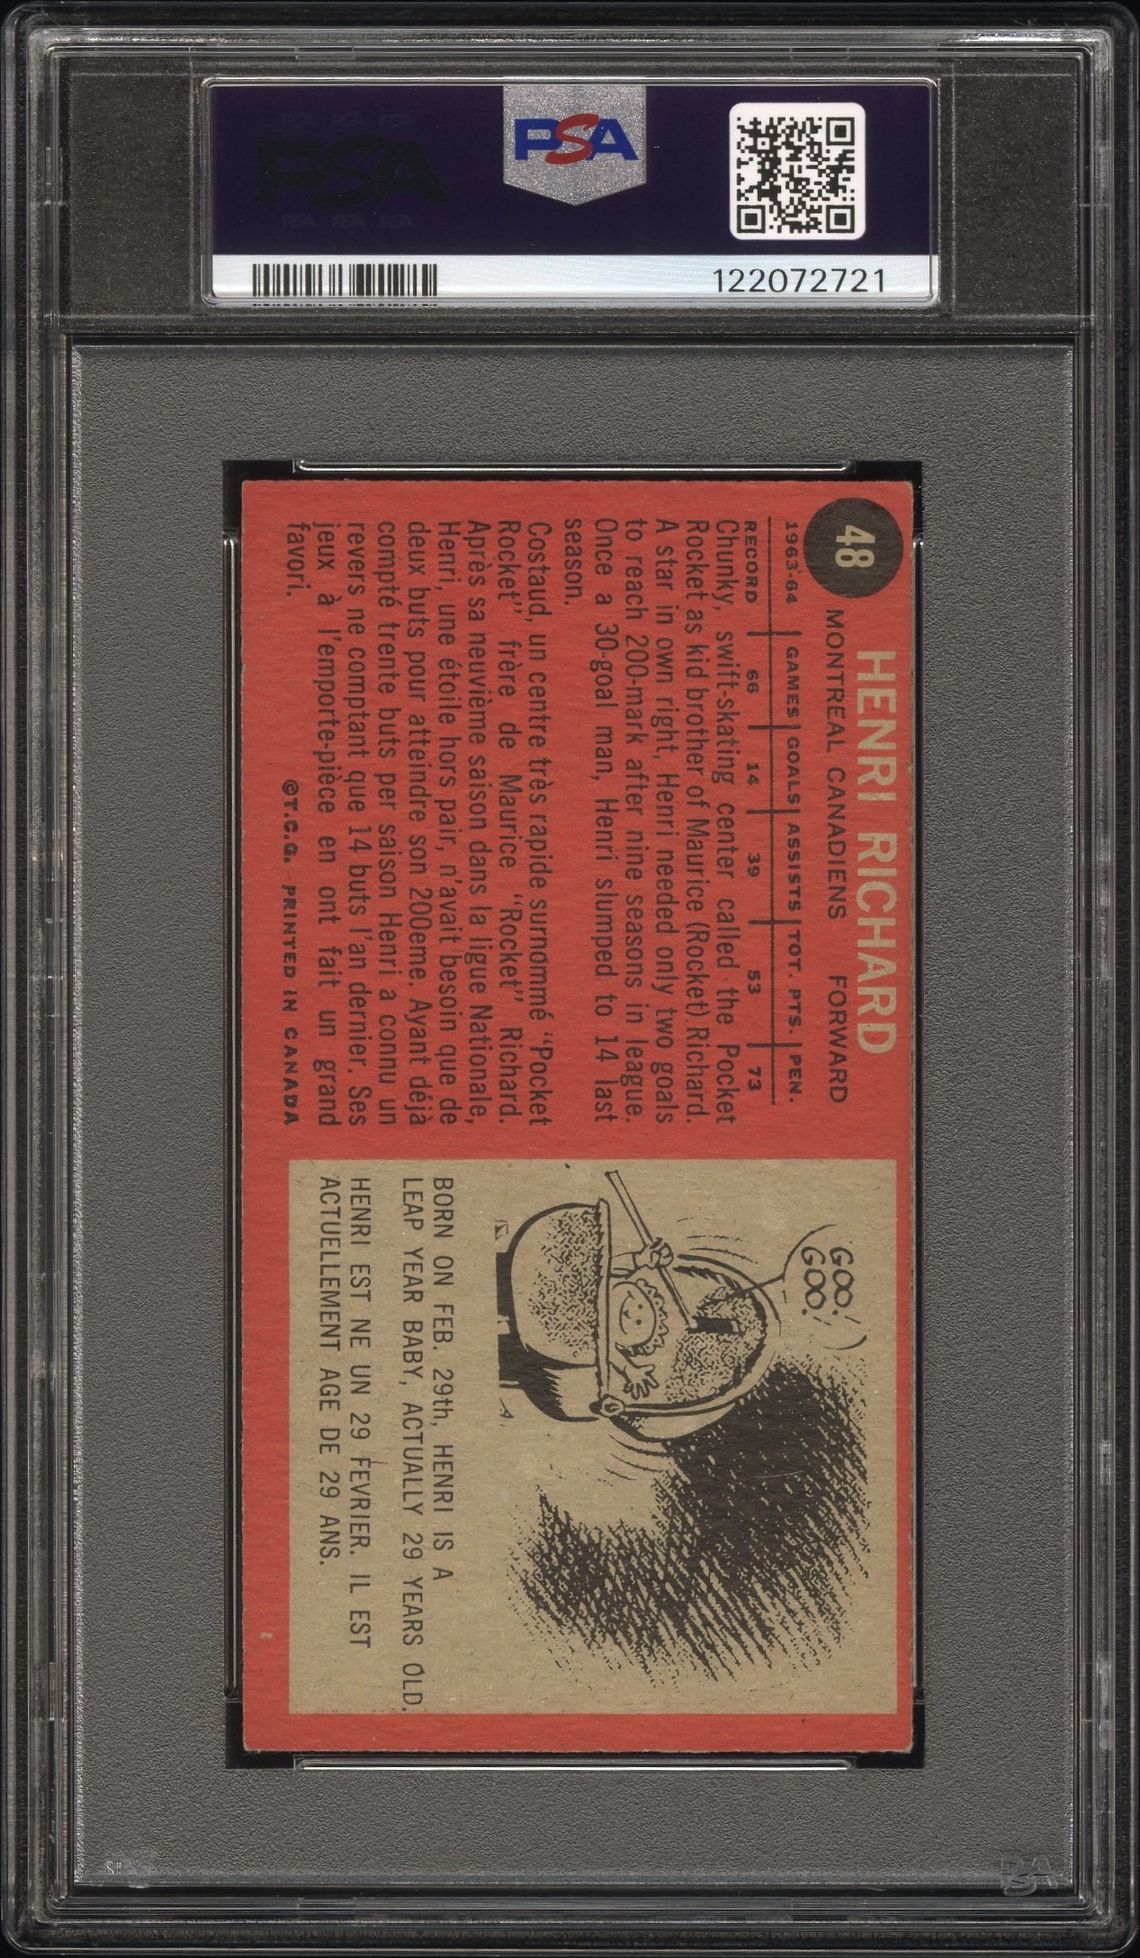 PSA
PSA
122072721
48
HENRI RICHARD
MONTREAL CANADIENS FORWARD
1963-64 GAMES GOALS ASSISTS TOT. PTS. PEN.
RECORD 66 14 39 53 73
Chunky, swift-skating center called the Pocket
Rocket as kid brother of Maurice (Rocket) Richard.
A star in own right, Henri needed only two goals
to reach 200-mark after nine seasons in league.
Once a 30-goal man, Henri slumped to 14 last
season.
Costaud, un centre très rapide surnommé "Pocket
Rocket" frère de Maurice "Rocket" Richard.
Après sa neuvième saison dans la ligue Nationale,
Henri, une étoile hors pair, n'avait besoin que de
deux buts pour atteindre son 200eme. Ayant déjà
compté trente buts per saison Henri a connu un
revers ne comptant que 14 buts l'an dernier. Ses
jeux à l'emporte-pièce en ont fait un grand
favori.
©T.C.G. PRINTED IN CANADA
GOO!
GOO!
BORN ON FEB. 29th, HENRI IS A
LEAP YEAR BABY, ACTUALLY 29 YEARS OLD.
HENRI EST NE UN 29 FEVRIER. IL EST
ACTUELLEMENT AGE DE 29 ANS.
PSA